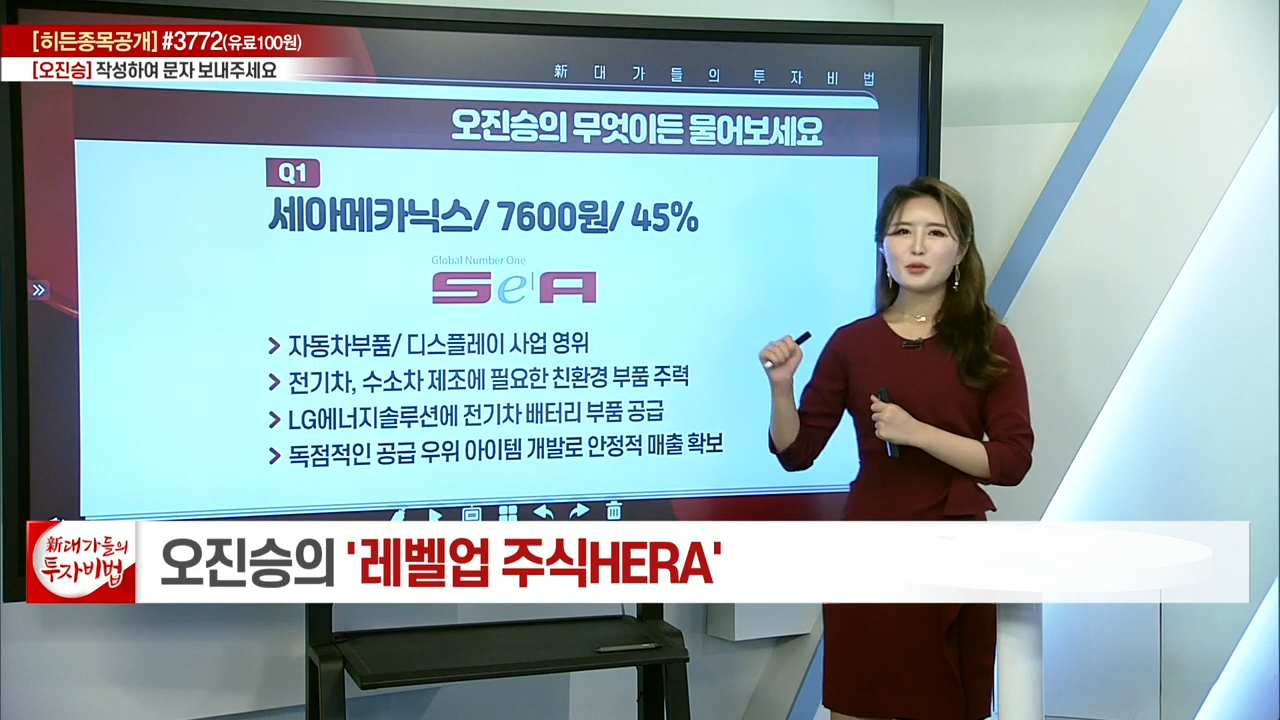 [히든종목공개] #3772(유료100원)
[오진승] 작성하여 문자 보내주세요
新 대가들의 투자비법
오진승의 무엇이든 물어보세요
Q1
세아메카닉스/ 7600원/ 45%
Global Number One
SeA
자동차부품/ 디스플레이 사업 영위
전기차, 수소차 제조에 필요한 친환경 부품 주력
LG에너지솔루션에 전기차 배터리 부품 공급
독점적인 공급 우위 아이템 개발로 안정적 매출 확보
新대가들의
투자비법
오진승의 '레벨업 주식HERA'